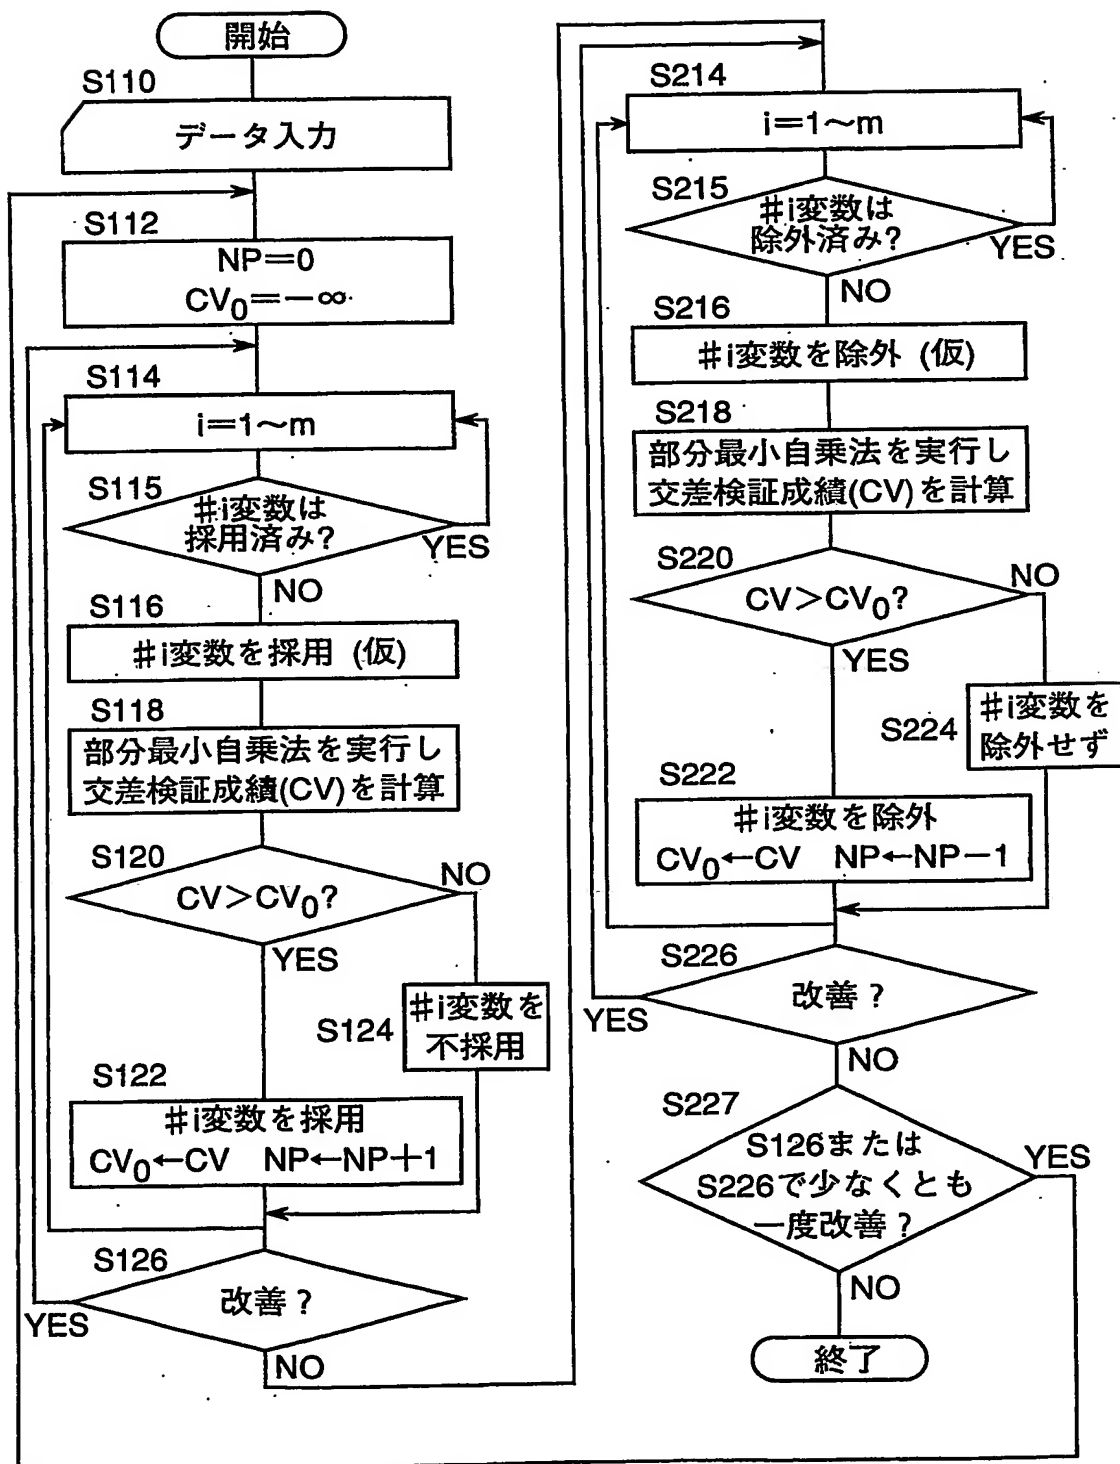 開始
S110
データ入力
S112
NP=0
CV₀=−∞
S114
i=1〜m
S115
#i変数は
採用済み?
YES
NO
S116
#i変数を採用 (仮)
S118
部分最小自乗法を実行し
交差検証成績(CV)を計算
S120
CV>CV₀?
NO
YES
S124
#i変数を
不採用
S122
#i変数を採用
CV₀←CV NP←NP+1
S126
改善?
YES
NO
S214
i=1〜m
S215
#i変数は
除外済み?
YES
NO
S216
#i変数を除外 (仮)
S218
部分最小自乗法を実行し
交差検証成績(CV)を計算
S220
CV>CV₀?
NO
YES
S224
#i変数を
除外せず
S222
#i変数を除外
CV₀←CV NP←NP−1
S226
改善?
YES
NO
S227
S126または
S226で少なくとも
一度改善?
YES
NO
終了